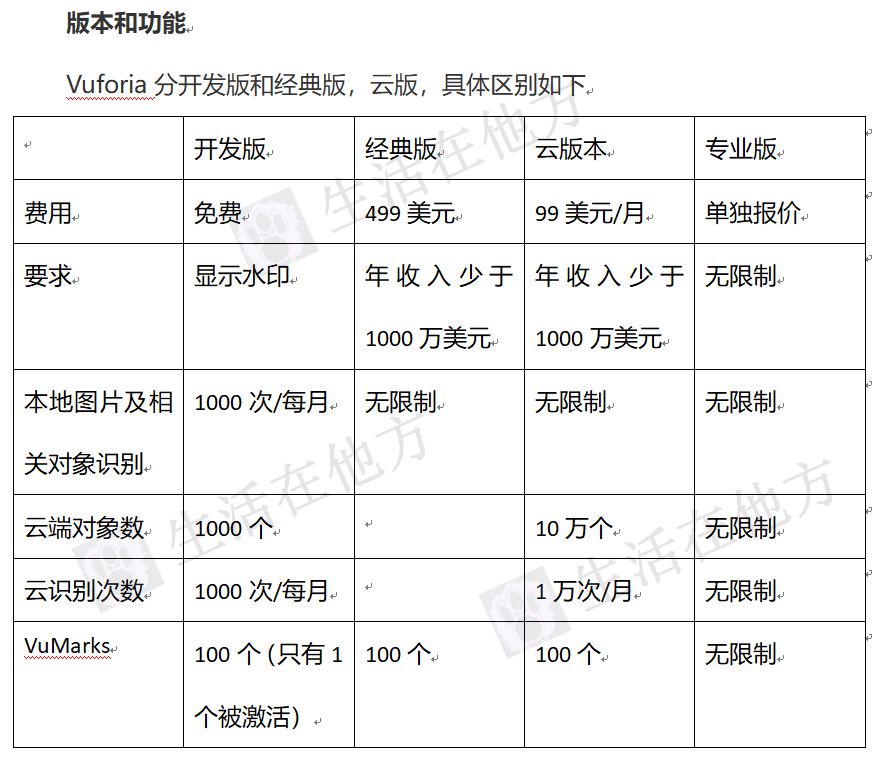 版本和功能
Vuforia 分开发版和经典版，云版，具体区别如下
开发版 经典版 云版本 专业版
费用 免费 499 美元 99 美元/月 单独报价
要求 显示水印 年收入少于 年收入少于 无限制
1000 万美元 1000 万美元
本地图片及相 1000 次/每月 无限制 无限制 无限制
关对象识别
云端对象数 1000 个 10 万个 无限制
云识别次数 1000 次/每月 1 万次/月 无限制
VuMarks 100 个（只有 1 100 个 100 个 无限制
个被激活）
生活在他方
生活在他方
生活在他方